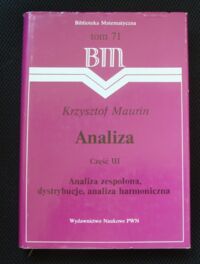 Biblioteka Matematyczna
tom 71
BM
Krzysztof Maurin
Analiza
Część III
Analiza zespolona,
dystrybucje, analiza harmoniczna
Wydawnictwo Naukowe PWN